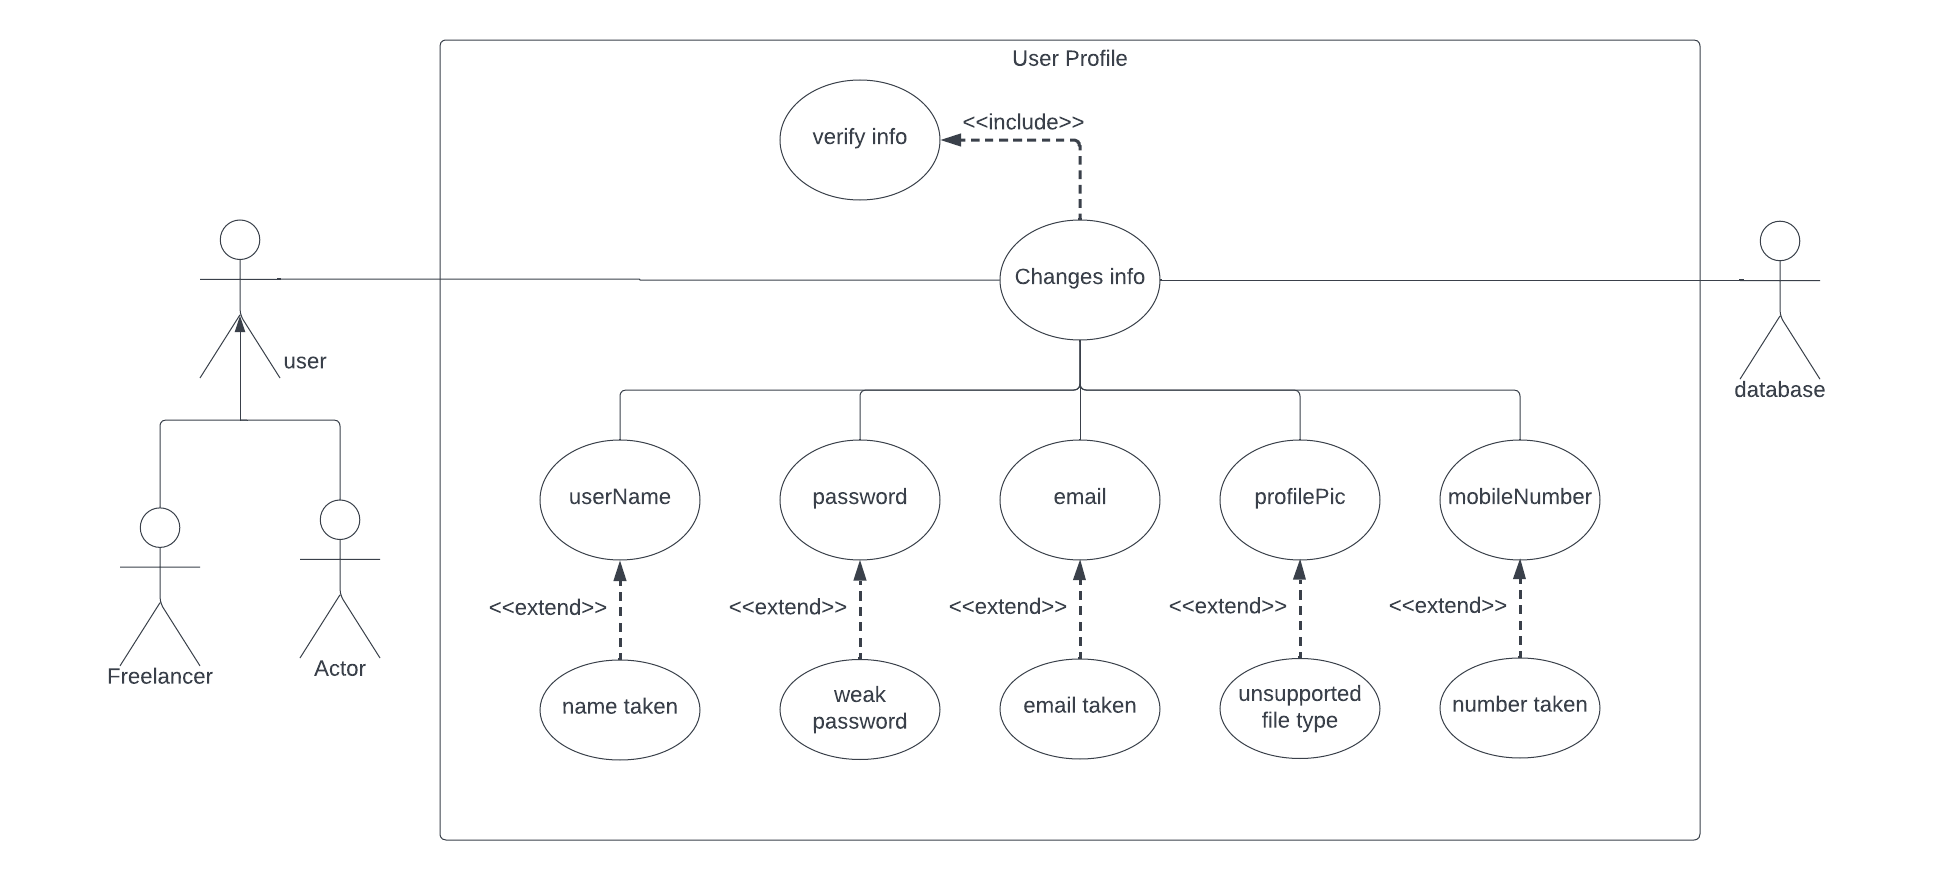 User Profile
verify info
<<include>>
Changes info
user
database
userName
password
email
profilePic
mobileNumber
<<extend>>
<<extend>>
<<extend>>
<<extend>>
<<extend>>
Freelancer
Actor
name taken
weak
password
email taken
unsupported
file type
number taken